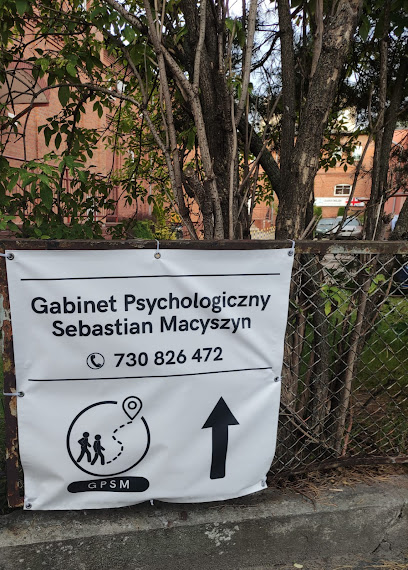 Gabinet Psychologiczny
Sebastian Macyszyn
730 826 472
GPSM